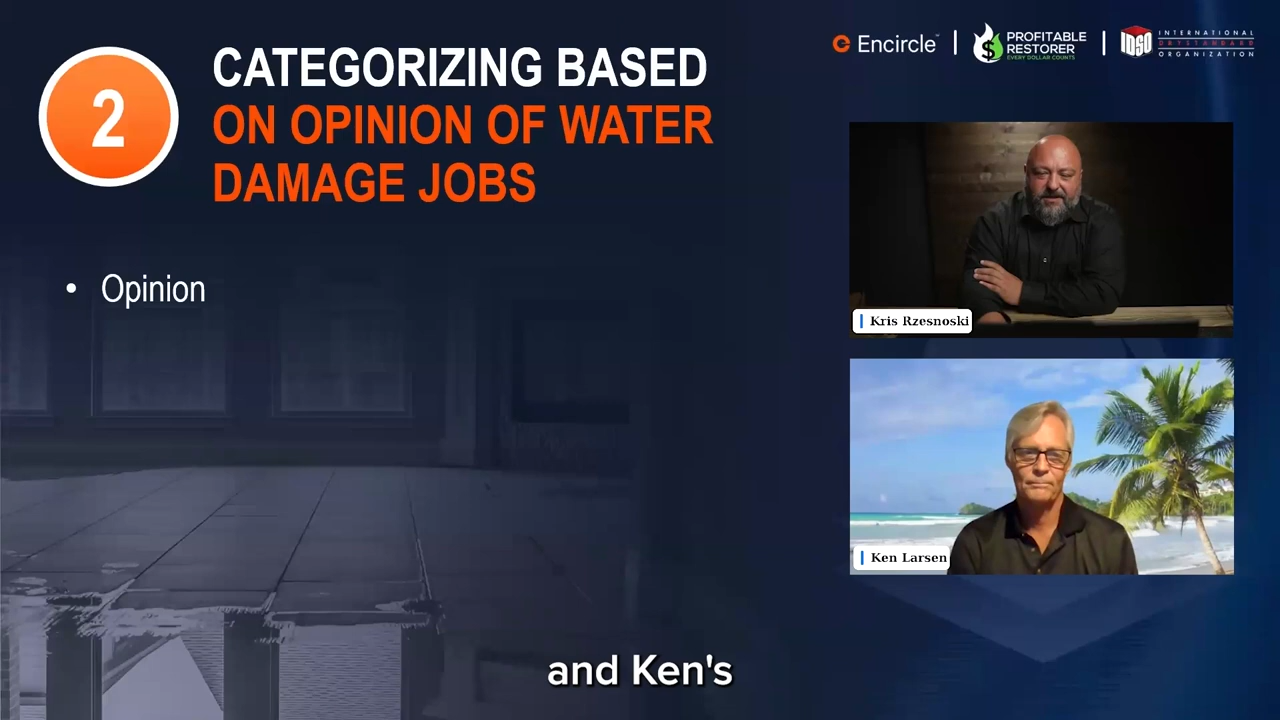 2
CATEGORIZING BASED
ON OPINION OF WATER
DAMAGE JOBS
• Opinion
Encircle
PROFITABLE
RESTORER
EVERY DOLLAR COUNTS
IDSO
INTERNATIONAL
DRYSTANDARD
ORGANIZATION
Kris Rzesnoski
Ken Larsen
and Ken's